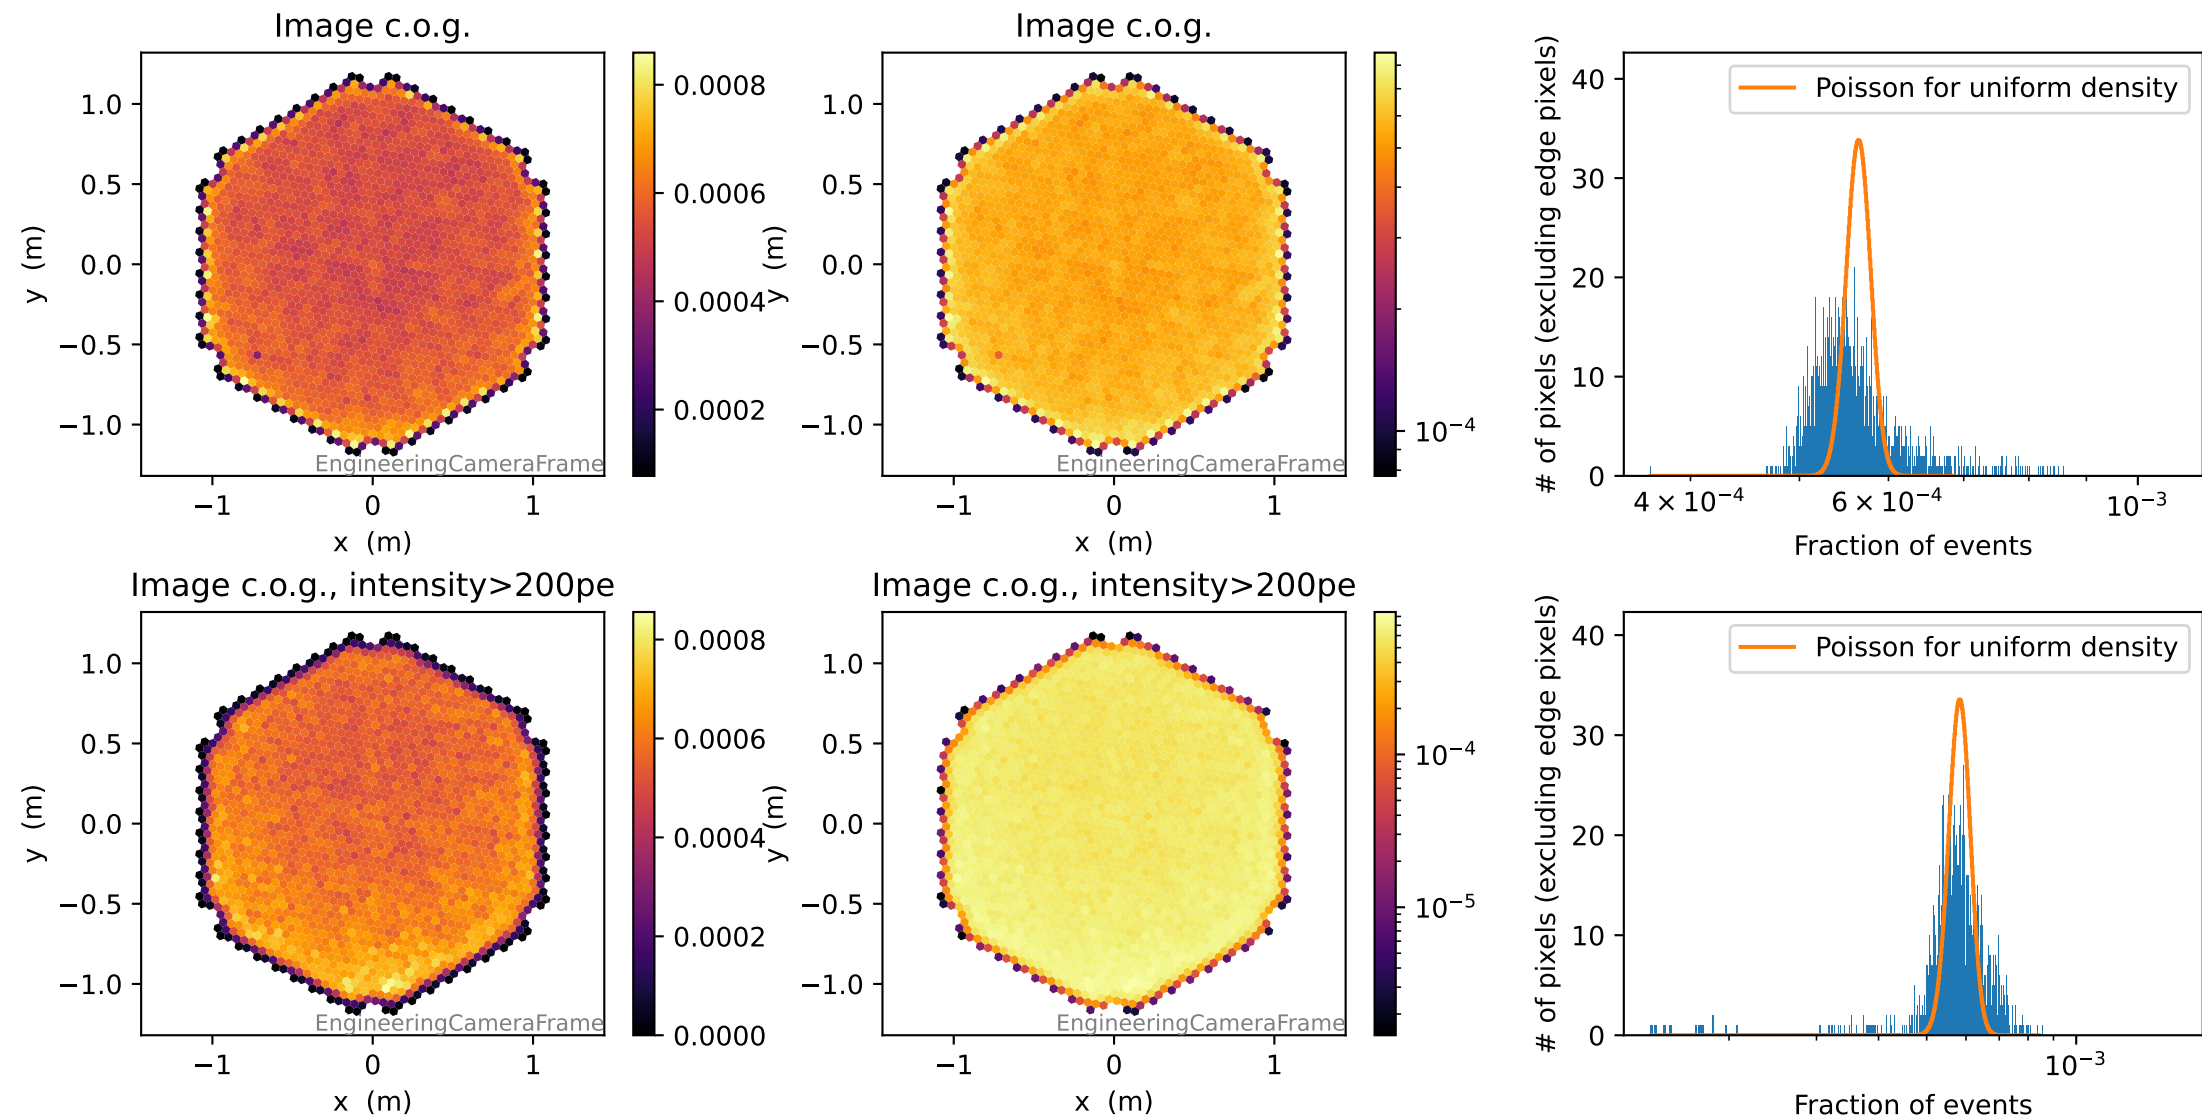 Image c.o.g.
y (m)
1.0
0.5
0.0
−0.5
−1.0
−1
0
1
x (m)
EngineeringCameraFrame
0.0008
0.0006
0.0004
0.0002
Image c.o.g.
y (m)
1.0
0.5
0.0
−0.5
−1.0
−1
0
1
x (m)
EngineeringCameraFrame
10⁻⁴
# of pixels (excluding edge pixels)
40
30
20
10
0
Poisson for uniform density
4 × 10⁻⁴
6 × 10⁻⁴
10⁻³
Fraction of events
Image c.o.g., intensity>200pe
y (m)
1.0
0.5
0.0
−0.5
−1.0
−1
0
1
x (m)
EngineeringCameraFrame
0.0008
0.0006
0.0004
0.0002
0.0000
Image c.o.g., intensity>200pe
y (m)
1.0
0.5
0.0
−0.5
−1.0
−1
0
1
x (m)
EngineeringCameraFrame
10⁻⁴
10⁻⁵
# of pixels (excluding edge pixels)
40
30
20
10
0
Poisson for uniform density
10⁻³
Fraction of events